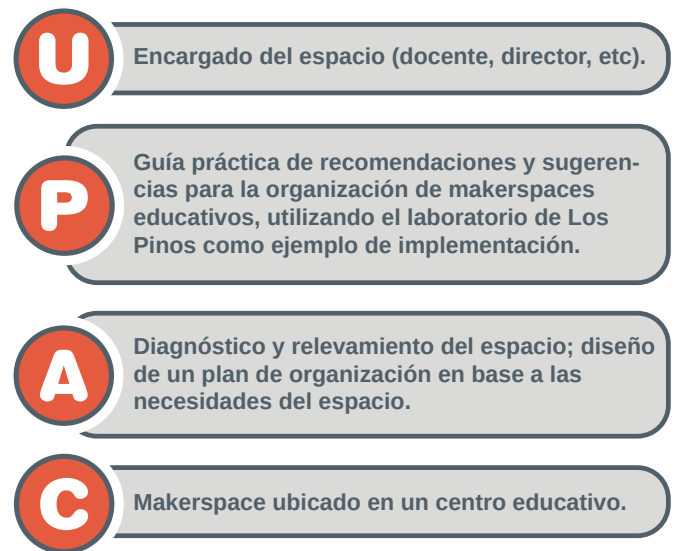 U
Encargado del espacio (docente, director, etc).
P
Guía práctica de recomendaciones y sugeren-
cias para la organización de makerspaces
educativos, utilizando el laboratorio de Los
Pinos como ejemplo de implementación.
A
Diagnóstico y relevamiento del espacio; diseño
de un plan de organización en base a las
necesidades del espacio.
C
Makerspace ubicado en un centro educativo.